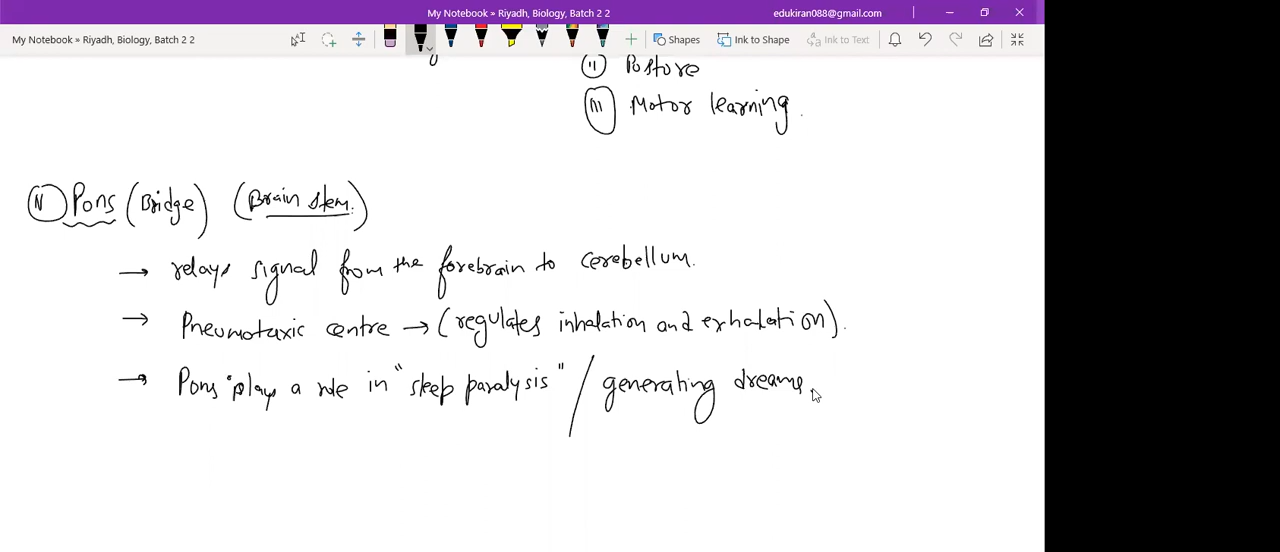 My Notebook » Riyadh, Biology, Batch 2 2
edukiran088@gmail.com
My Notebook » Riyadh, Biology, Batch 2 2
Shapes
Ink to Shape
Ink to Text
(II) Posture
(III) Motor learning.
(IV) Pons (Bridge) (Brain stem.)
→ relays signal from the forebrain to cerebellum.
→ Pneumotaxic centre → (regulates inhalation and exhalation).
→ Pons plays a role in "sleep paralysis" / generating dreams